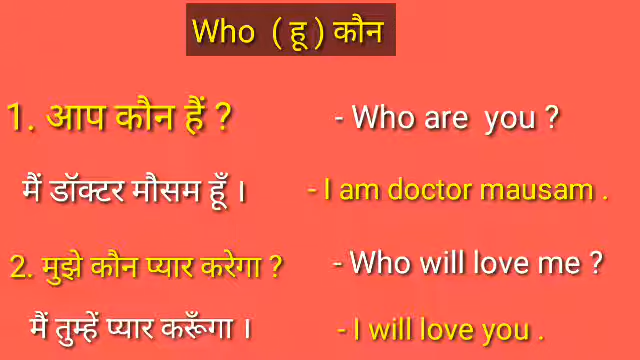 Who ( हू ) कौन
1. आप कौन हैं ? - Who are you ?
मैं डॉक्टर मौसम हूँ । - I am doctor mausam .
2. मुझे कौन प्यार करेगा ? - Who will love me ?
मैं तुम्हें प्यार करूँगा । - I will love you .